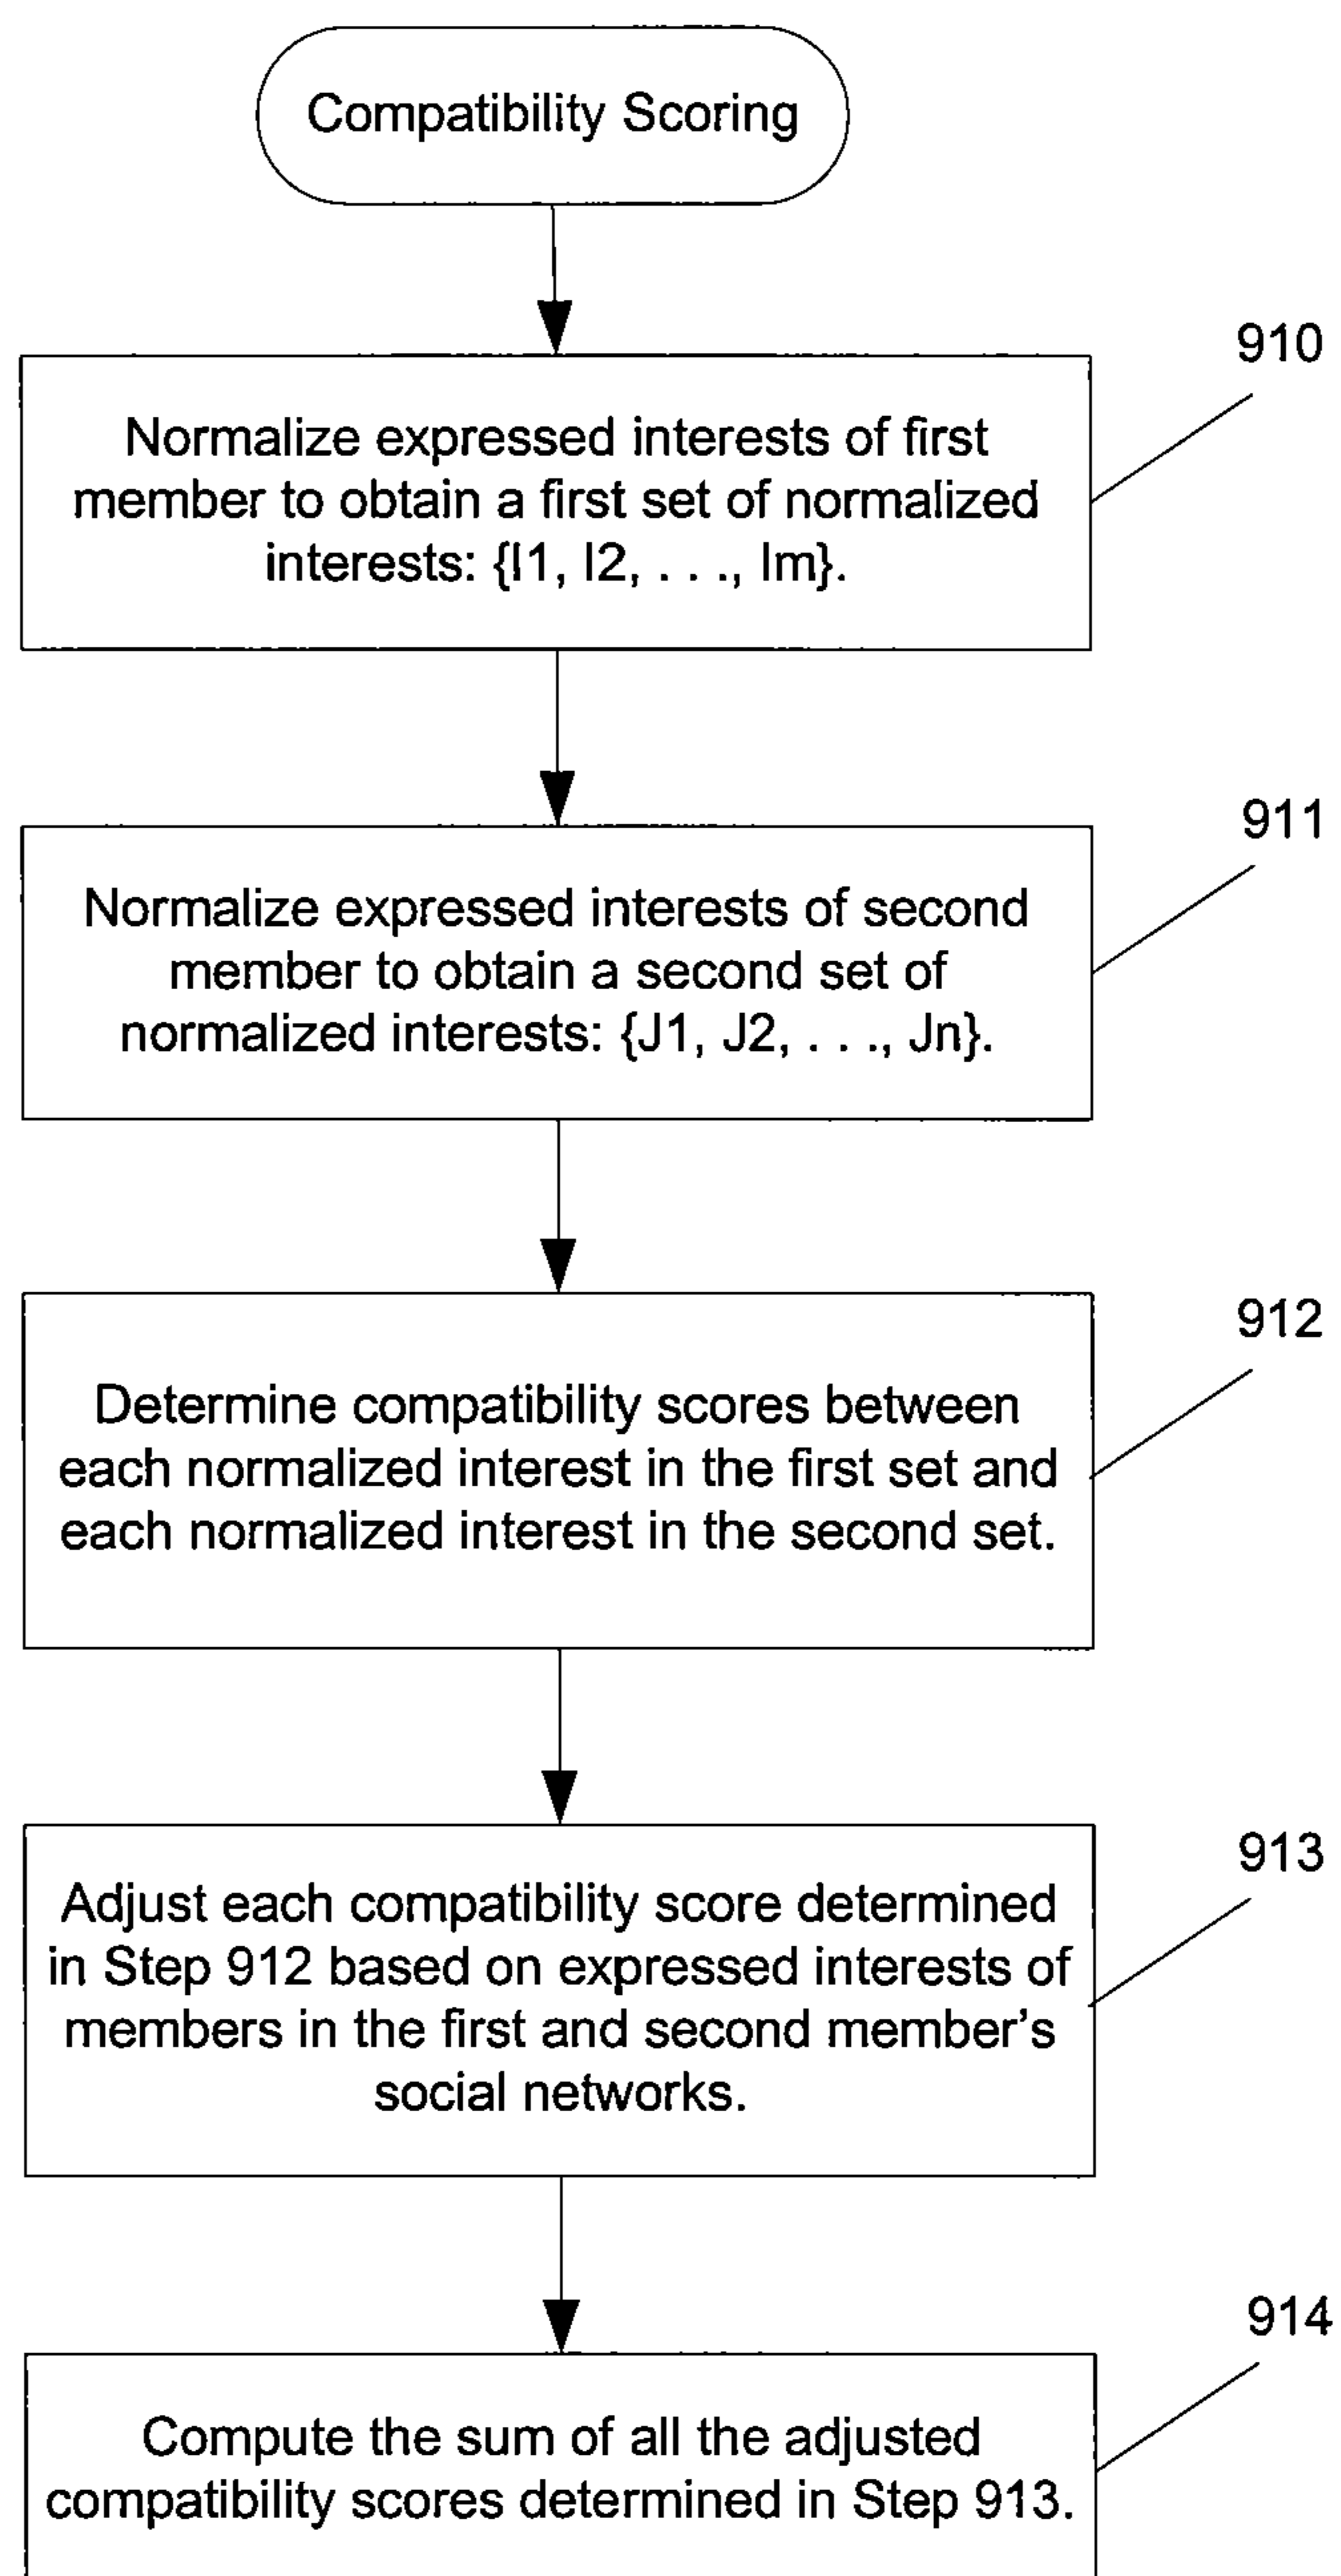 Compatibility Scoring
910
Normalize expressed interests of first
member to obtain a first set of normalized
interests: {I1, I2, . . ., Im}.
911
Normalize expressed interests of second
member to obtain a second set of
normalized interests: {J1, J2, . . ., Jn}.
912
Determine compatibility scores between
each normalized interest in the first set and
each normalized interest in the second set.
913
Adjust each compatibility score determined
in Step 912 based on expressed interests of
members in the first and second member's
social networks.
914
Compute the sum of all the adjusted
compatibility scores determined in Step 913.